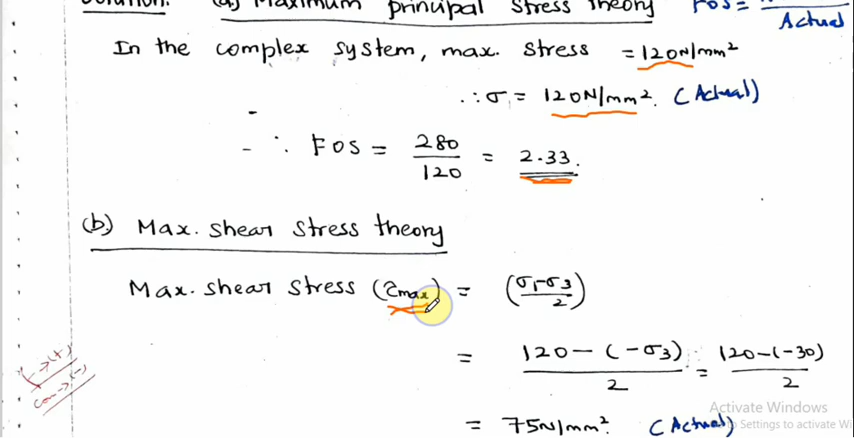 Solution: (a) Maximum principal stress theory FOS =
Actual
In the complex system, max. stress = 120N/mm²
∴ σ = 120N/mm². (Actual)
∴ FOS = 280/120 = 2.33.
(b) Max. shear stress theory
Max. shear stress (τmax) = (σ1-σ3/2)
= 120-(-σ3)/2 = 120-(-30)/2
→(+)
com→(-)
= 75N/mm². (Actual)
Activate Windows
Settings to activate Wi